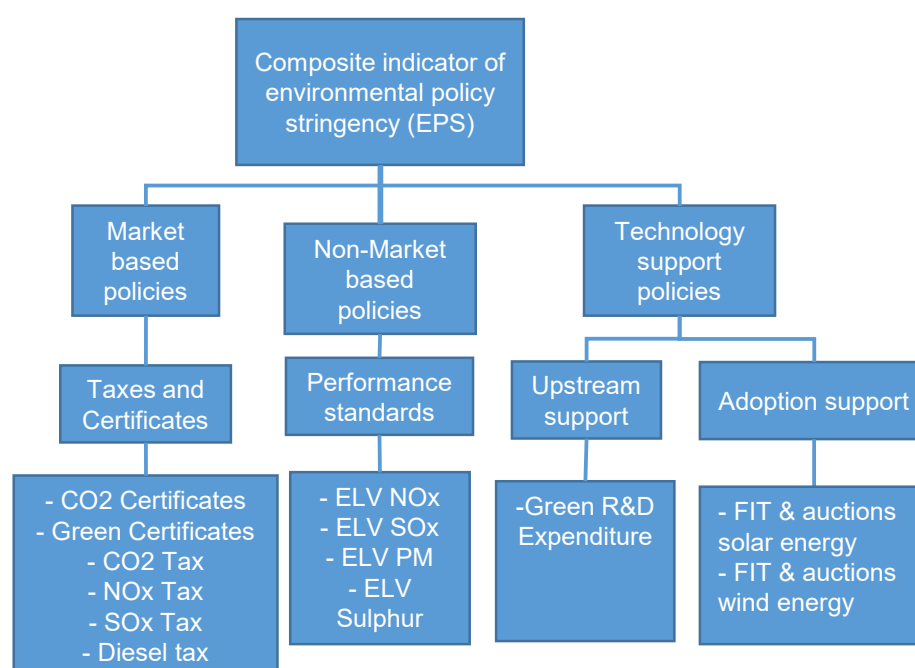 Composite indicator of
environmental policy
stringency (EPS)
Market
based
policies
Non-Market
based
policies
Technology
support
policies
Taxes and
Certificates
Performance
standards
Upstream
support
Adoption support
- CO2 Certificates
- Green Certificates
- CO2 Tax
- NOx Tax
- SOx Tax
- Diesel tax
- ELV NOx
- ELV SOx
- ELV PM
- ELV
Sulphur
-Green R&D
Expenditure
- FIT & auctions
solar energy
- FIT & auctions
wind energy